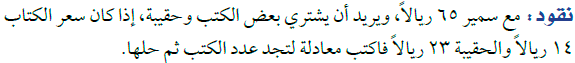 نقود: مع سمير ٦٥ ريالاً، ويريد أن يشتري بعض الكتب وحقيبة، إذا كان سعر الكتاب
١٤ ريالاً والحقيبة ٢٣ ريالاً فاكتب معادلة لتجد عدد الكتب ثم حلها.